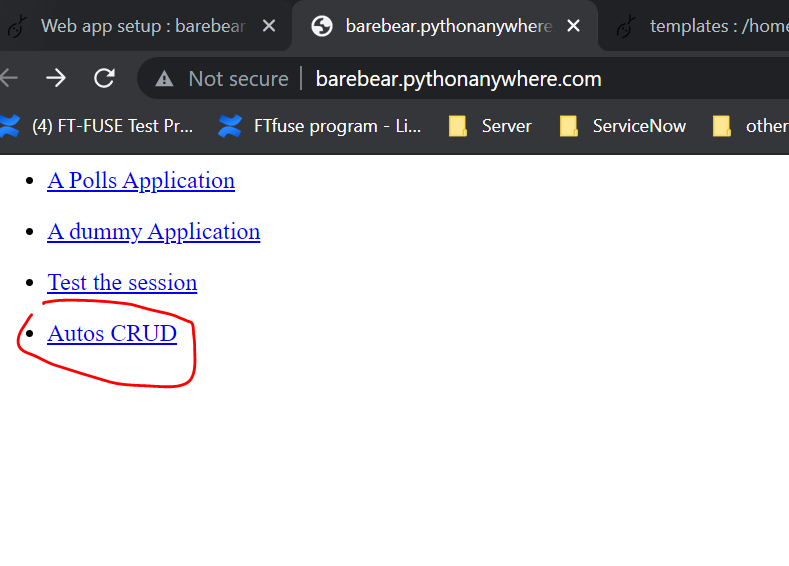 Web app setup : barebear
barebear.pythonanywhere
templates : /home
Not secure
barebear.pythonanywhere.com
(4) FT-FUSE Test Pr...
FTfuse program - Li...
Server
ServiceNow
other
A Polls Application
A dummy Application
Test the session
Autos CRUD